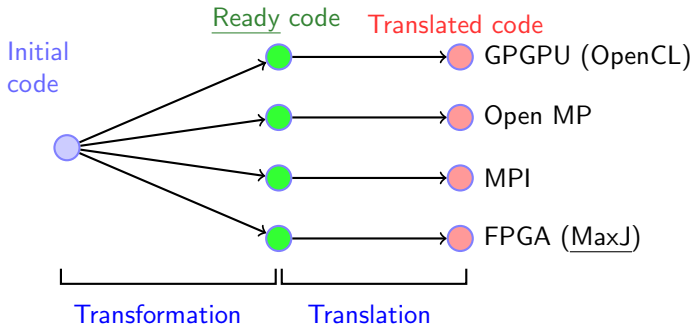 Ready code
Translated code
Initial
code
GPGPU (OpenCL)
Open MP
MPI
FPGA (MaxJ)
Transformation
Translation